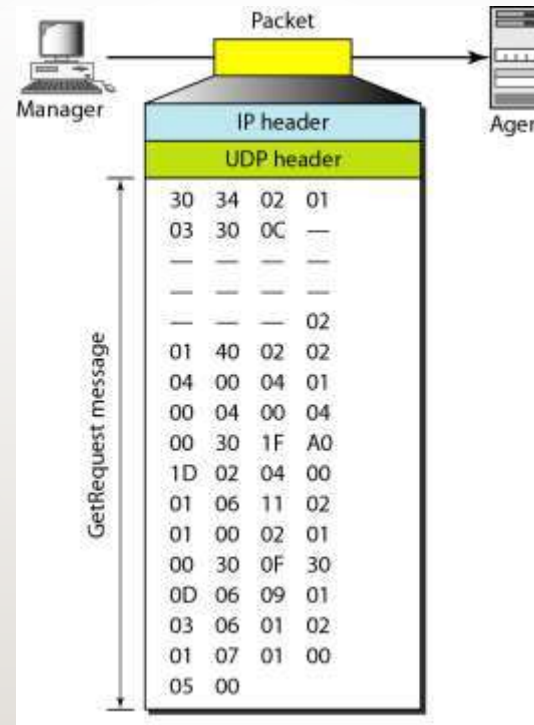 Packet
Manager
Agen
IP header
UDP header
GetRequest message
30 34 02 01
03 30 0C —
— — — —
— — — —
— — — 02
01 40 02 02
04 00 04 01
00 04 00 04
00 30 1F A0
1D 02 04 00
01 06 11 02
01 00 02 01
00 30 0F 30
0D 06 09 01
03 06 01 02
01 07 01 00
05 00